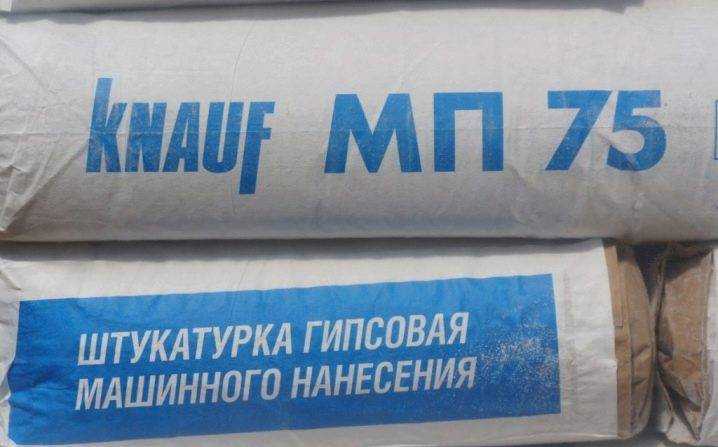 KNAUF МП 75
ШТУКАТУРКА ГИПСОВАЯ
МАШИННОГО НАНЕСЕНИЯ